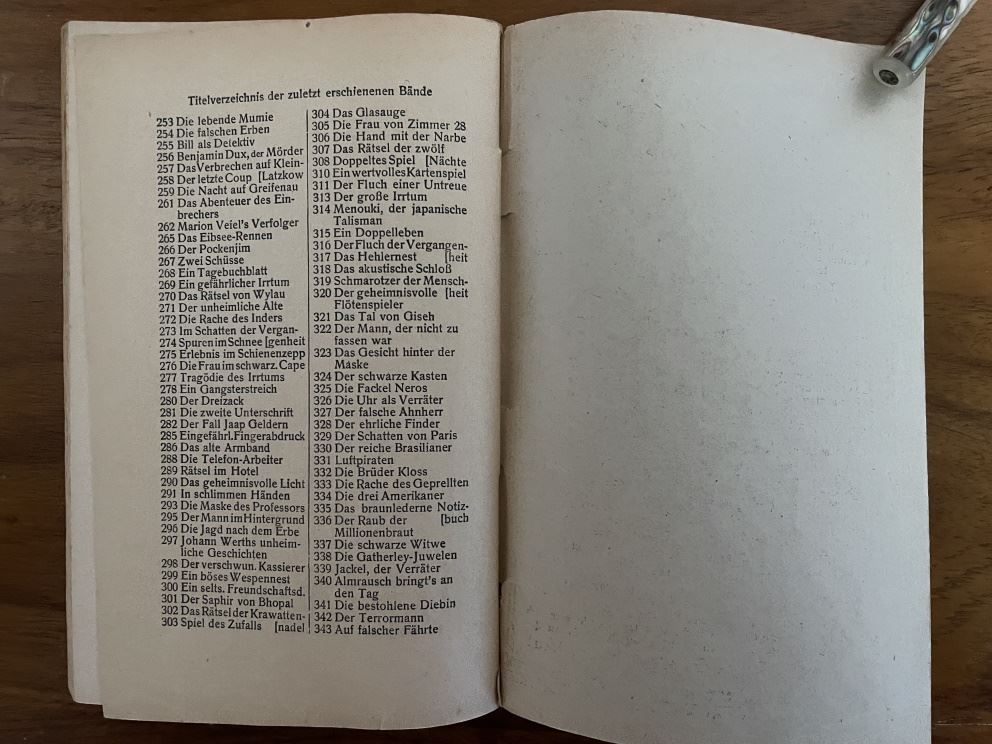 Titelverzeichnis der zuletzt erschienenen Bände
253 Die lebende Mumie
254 Die falschen Erben
255 Bill als Detektiv
256 Benjamin Dux, der Mörder
257 Das Verbrechen auf Klein-
258 Der letzte Coup [Latzkow
259 Die Nacht auf Greifenau
261 Das Abenteuer des Ein-
brechers
262 Marion Veiel's Verfolger
265 Das Eibsee-Rennen
266 Der Pockenjim
267 Zwei Schüsse
268 Ein Tagebuchblatt
269 Ein gefährlicher Irrtum
270 Das Rätsel von Wylau
271 Der unheimliche Alte
272 Die Rache des Inders
273 Im Schatten der Vergan-
274 Spuren im Schnee [genheit
275 Erlebnis im Schienenzepp
276 Die Frau im schwarz. Cape
277 Tragödie des Irrtums
278 Ein Gangsterstreich
280 Der Dreizack
281 Die zweite Unterschrift
282 Der Fall Jaap Geldern
285 Ein gefährl. Fingerabdruck
286 Das alte Armband
288 Die Telefon-Arbeiter
289 Rätsel im Hotel
290 Das geheimnisvolle Licht
291 In schlimmen Händen
293 Die Maske des Professors
295 Der Mann im Hintergrund
296 Die Jagd nach dem Erbe
297 Johann Werths unheim-
liche Geschichten
298 Der verschwun. Kassierer
299 Ein böses Wespennest
300 Ein selts. Freundschaftsd.
301 Der Saphir von Bhopal
302 Das Rätsel der Krawatten-
303 Spiel des Zufalls [nadel
304 Das Glasauge
305 Die Frau von Zimmer 28
306 Die Hand mit der Narbe
307 Das Rätsel der zwölf
308 Doppeltes Spiel [Nächte
310 Ein wertvolles Kartenspiel
311 Der Fluch einer Untreue
313 Der große Irrtum
314 Menouki, der japanische
Talisman
315 Ein Doppelleben
316 Der Fluch der Vergangen-
317 Das Hehlernest [heit
318 Das akustische Schloß
319 Schmarotzer der Mensch-
320 Der geheimnisvolle [heit
Flötenspieler
321 Das Tal von Giseh
322 Der Mann, der nicht zu
fassen war
323 Das Gesicht hinter der
Maske
324 Der schwarze Kasten
325 Die Fackel Neros
326 Die Uhr als Verräter
327 Der falsche Ahnherr
328 Der ehrliche Finder
329 Der Schatten von Paris
330 Der reiche Brasilianer
331 Luftpiraten
332 Die Brüder Kloss
333 Die Rache des Geprellten
334 Die drei Amerikaner
335 Das braunlederne Notiz-
336 Der Raub der [buch
Millionenbraut
337 Die schwarze Witwe
338 Die Gatherley-Juwelen
339 Jackel, der Verräter
340 Almrausch bringt's an
den Tag
341 Die bestohlene Diebin
342 Der Terrormann
343 Auf falscher Fährte